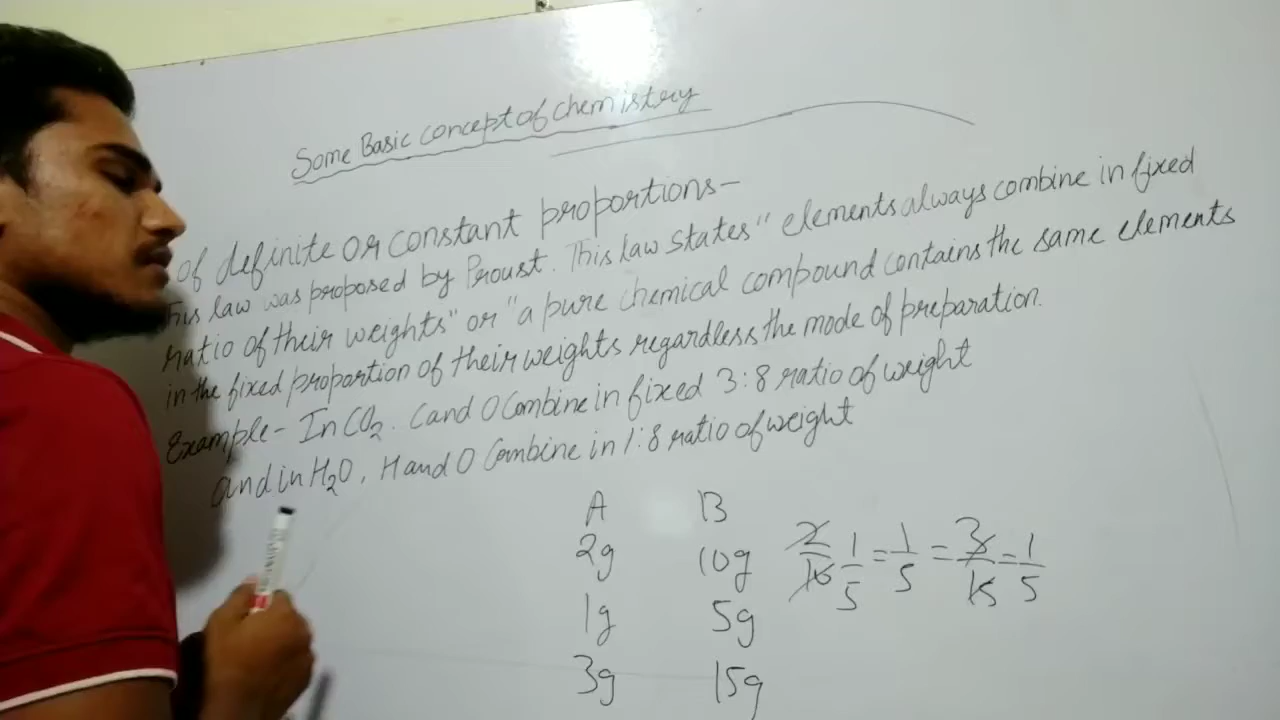 Some Basic concept of chemistry
of definite or constant proportions-
This law was proposed by Proust. This law states" elements always combine in fixed
ratio of their weights" or "a pure chemical compound contains the same elements
in the fixed proportion of their weights regardless the mode of preparation.
Example- In CO2. C and O combine in fixed 3:8 ratio of weight
and in H2O, H and O combine in 1:8 ratio of weight
A B
2g 10g 2/10 1/5 = 1/5 = 3/15 = 1/5
1g 5g
3g 15g